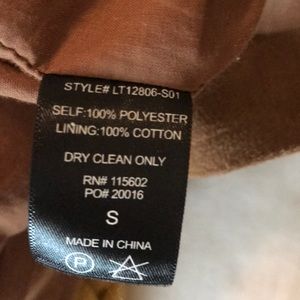 STYLE# LT12806-S01
SELF:100% POLYESTER
LINING:100% COTTON
DRY CLEAN ONLY
RN# 115602
PO# 20016
S
MADE IN CHINA
P